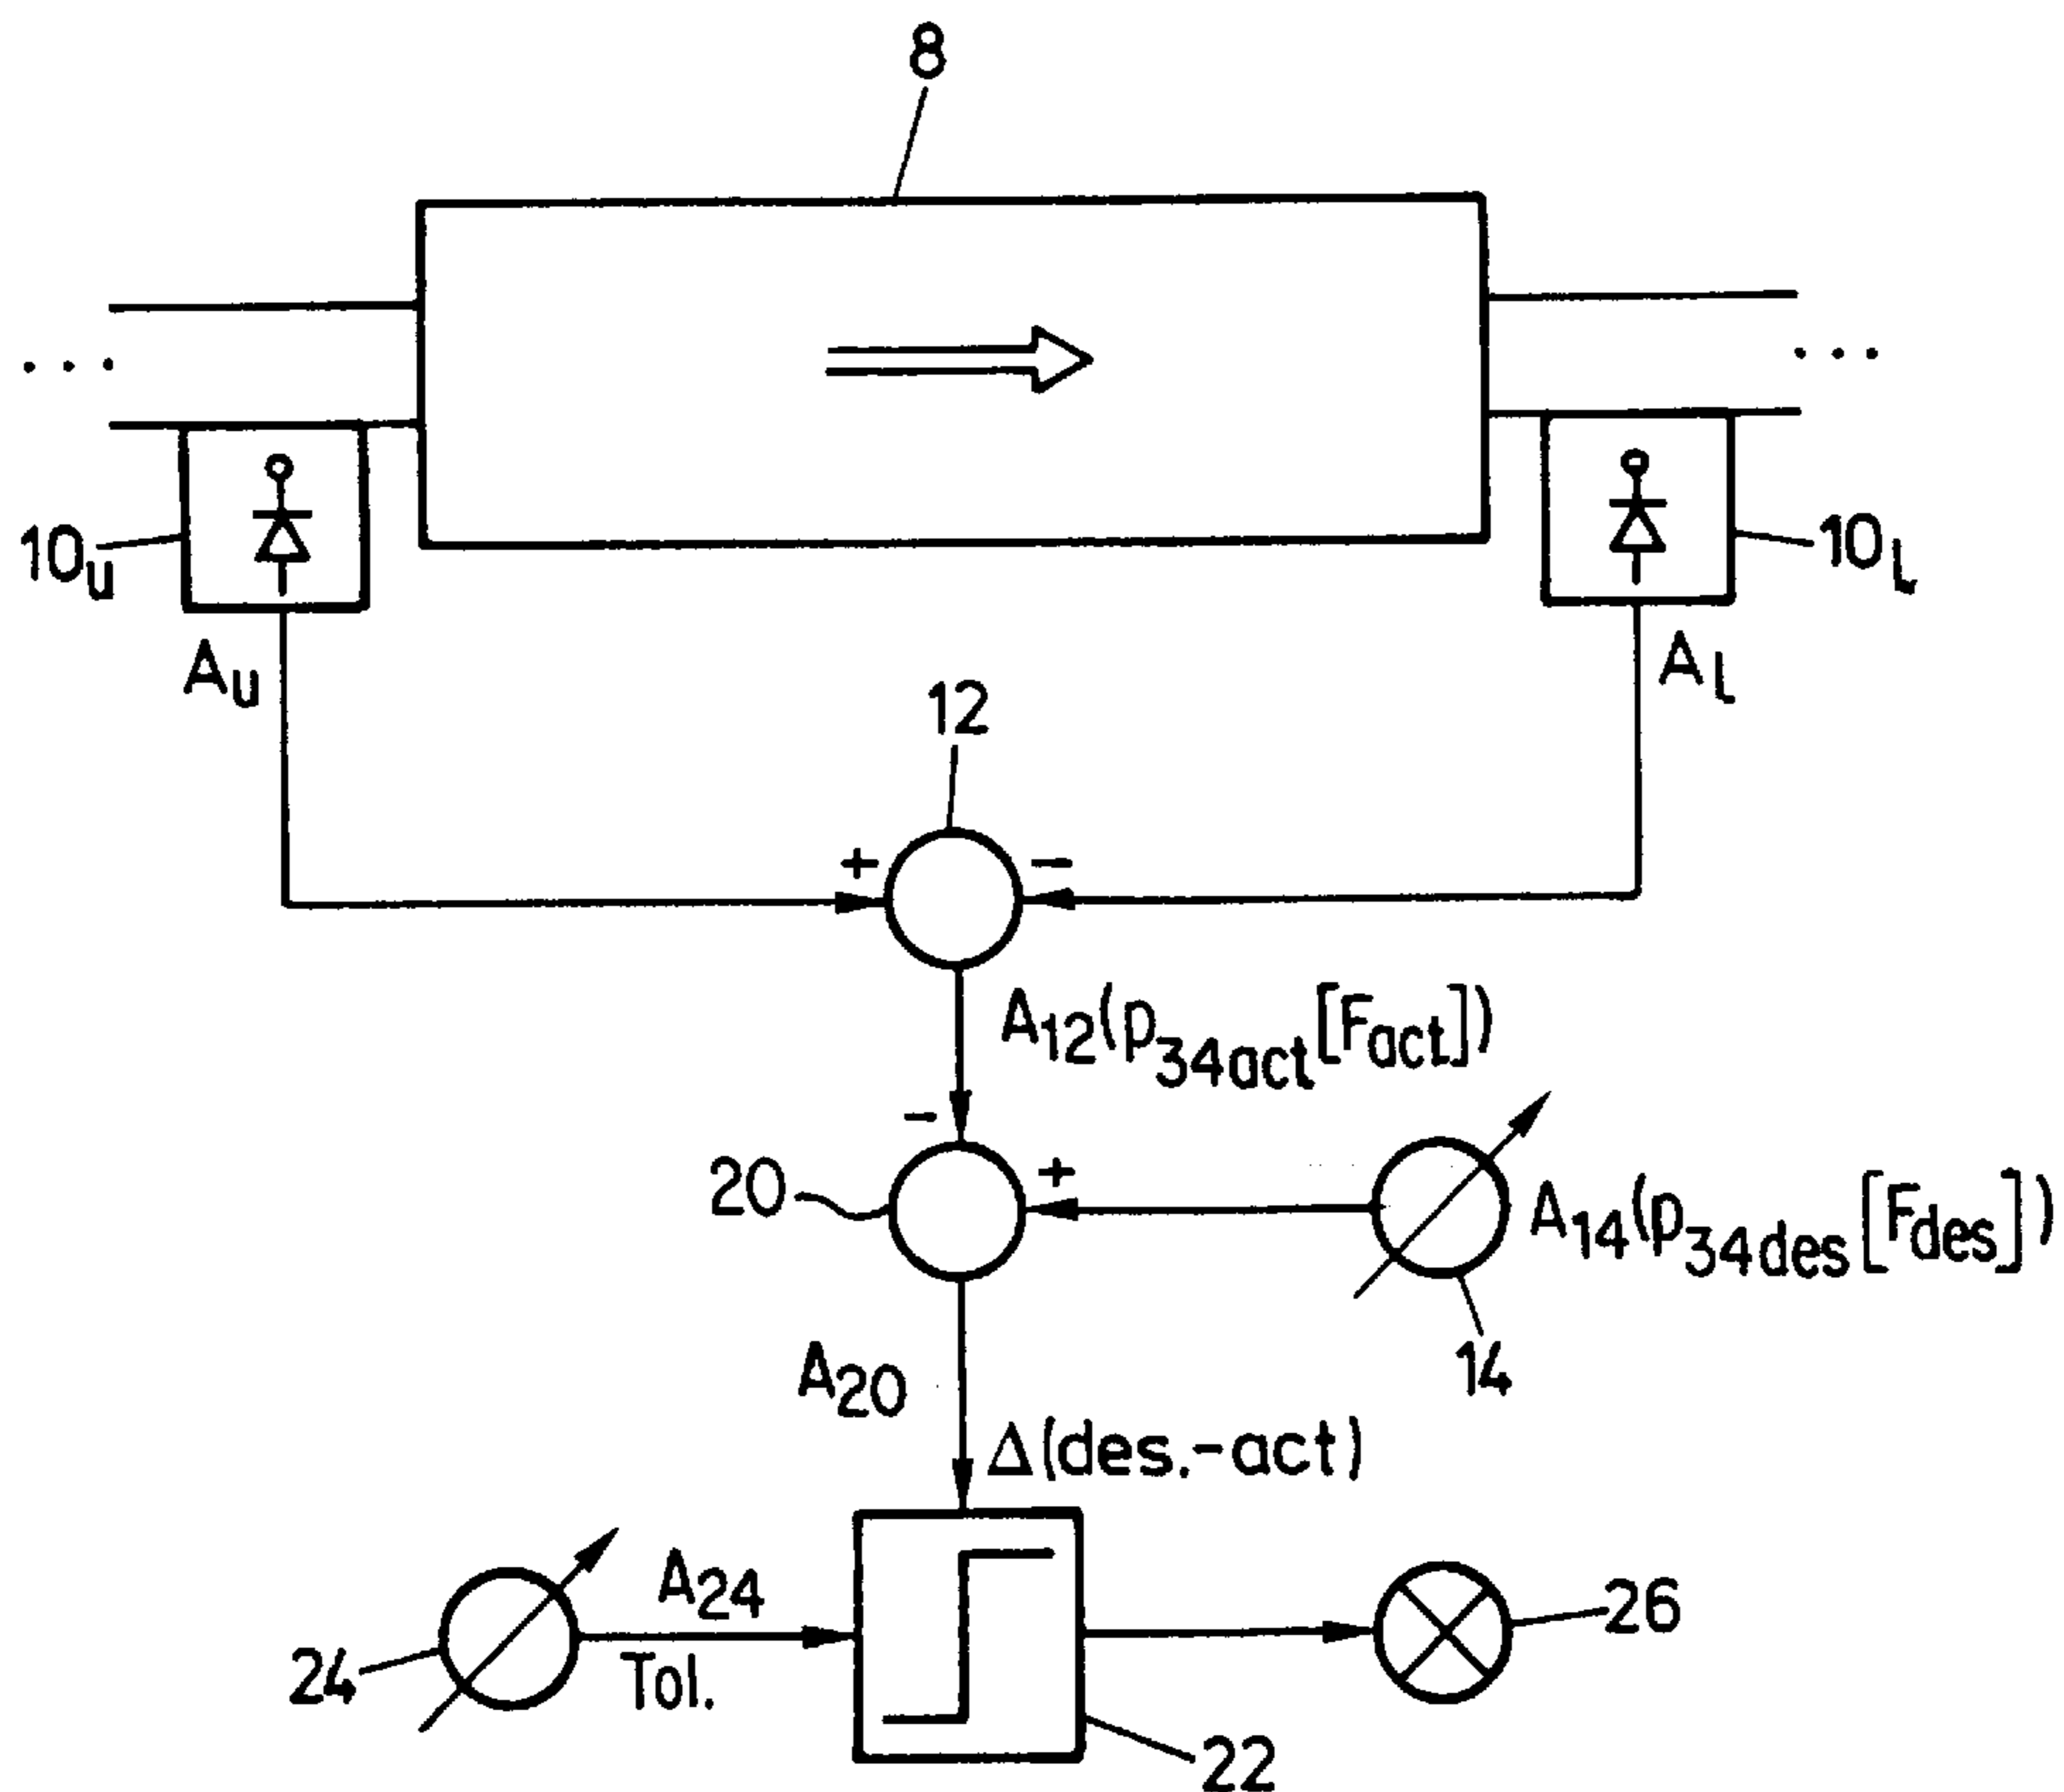 8
...
...
10u
10l
Au
Al
12
+
-
A12(p34act[Fact])
-
20
+
A14(p34des[Fdes])
14
A20
Δ(des.-act)
A24
24
Tol.
26
22